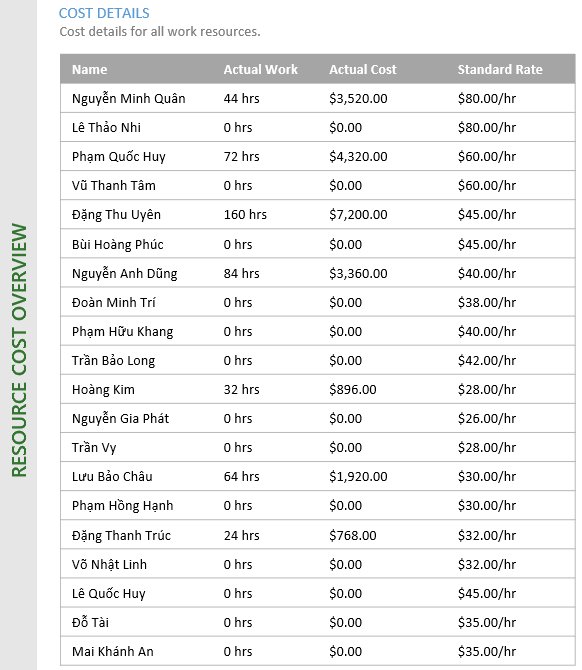 COST DETAILS
Cost details for all work resources.
RESOURCE COST OVERVIEW
Name Actual Work Actual Cost Standard Rate
Nguyễn Minh Quân 44 hrs $3,520.00 $80.00/hr
Lê Thảo Nhi 0 hrs $0.00 $80.00/hr
Phạm Quốc Huy 72 hrs $4,320.00 $60.00/hr
Vũ Thanh Tâm 0 hrs $0.00 $60.00/hr
Đặng Thu Uyên 160 hrs $7,200.00 $45.00/hr
Bùi Hoàng Phúc 0 hrs $0.00 $45.00/hr
Nguyễn Anh Dũng 84 hrs $3,360.00 $40.00/hr
Đoàn Minh Trí 0 hrs $0.00 $38.00/hr
Phạm Hữu Khang 0 hrs $0.00 $40.00/hr
Trần Bảo Long 0 hrs $0.00 $42.00/hr
Hoàng Kim 32 hrs $896.00 $28.00/hr
Nguyễn Gia Phát 0 hrs $0.00 $26.00/hr
Trần Vy 0 hrs $0.00 $28.00/hr
Lưu Bảo Châu 64 hrs $1,920.00 $30.00/hr
Phạm Hồng Hạnh 0 hrs $0.00 $30.00/hr
Đặng Thanh Trúc 24 hrs $768.00 $32.00/hr
Võ Nhật Linh 0 hrs $0.00 $32.00/hr
Lê Quốc Huy 0 hrs $0.00 $45.00/hr
Đỗ Tài 0 hrs $0.00 $35.00/hr
Mai Khánh An 0 hrs $0.00 $35.00/hr